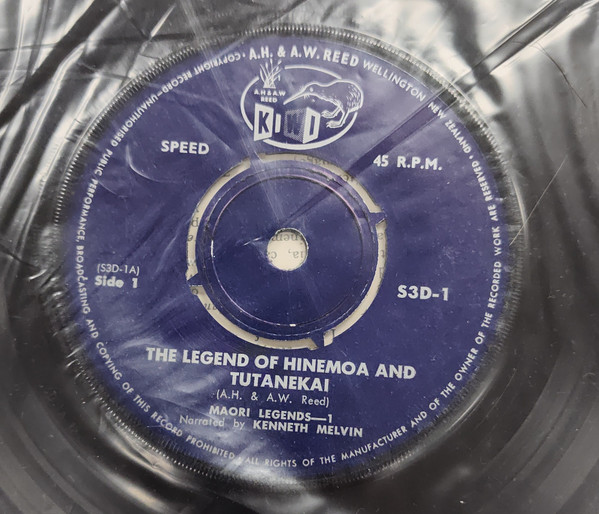 A.H. & A.W. REED WELLINGTON NEW ZEALAND • ALL RIGHTS OF THE MANUFACTURER AND OF THE OWNER OF THE RECORDED WORK ARE RESERVED • COPYRIGHT RECORD—UNAUTHORISED PUBLIC PERFORMANCE, BROADCASTING AND COPYING OF THIS RECORD PROHIBITED
A.H & A.W
REED
KIWI
SPEED
45 R.P.M.
(S3D-1A)
Side 1
S3D-1
THE LEGEND OF HINEMOA AND
TUTANEKAI
(A.H. & A.W. Reed)
MAORI LEGENDS—1
Narrated by KENNETH MELVIN